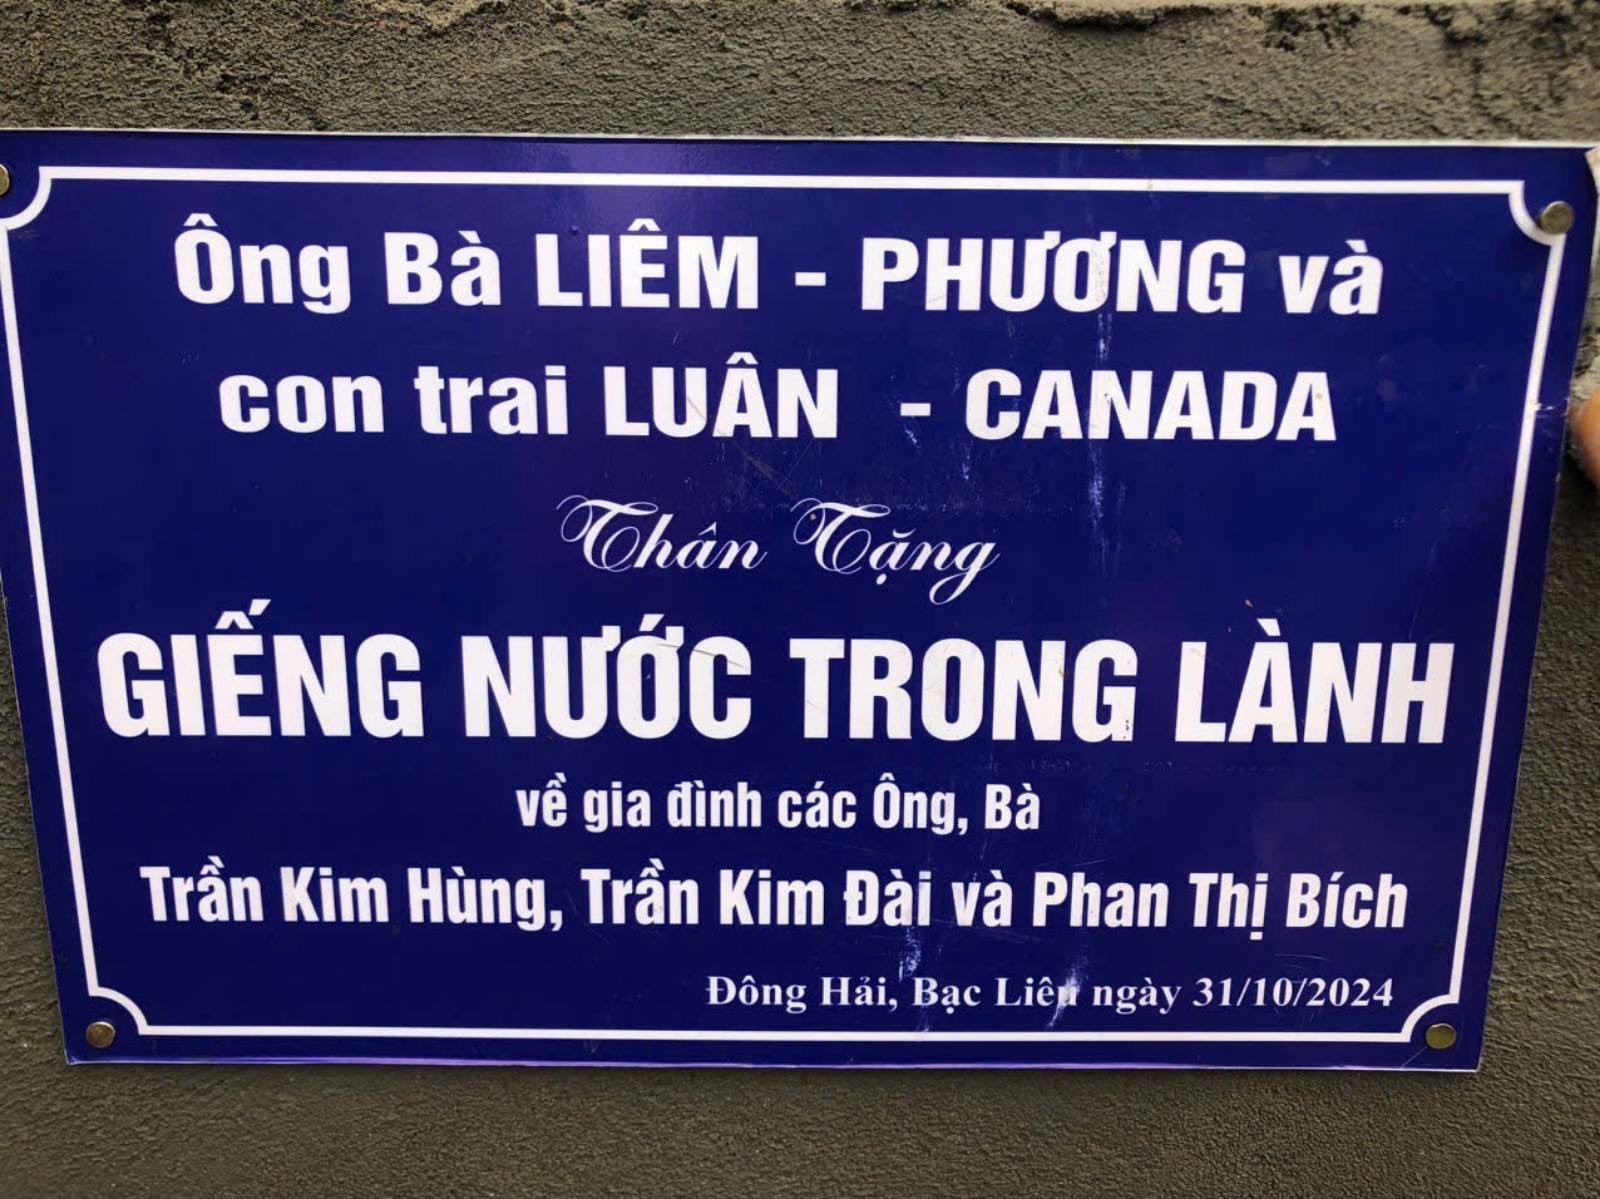 Ông Bà LIÊM - PHƯƠNG và
con trai LUÂN - CANADA
Thân Tặng
GIẾNG NƯỚC TRONG LÀNH
về gia đình các Ông, Bà
Trần Kim Hùng, Trần Kim Đài và Phan Thị Bích
Đông Hải, Bạc Liêu ngày 31/10/2024